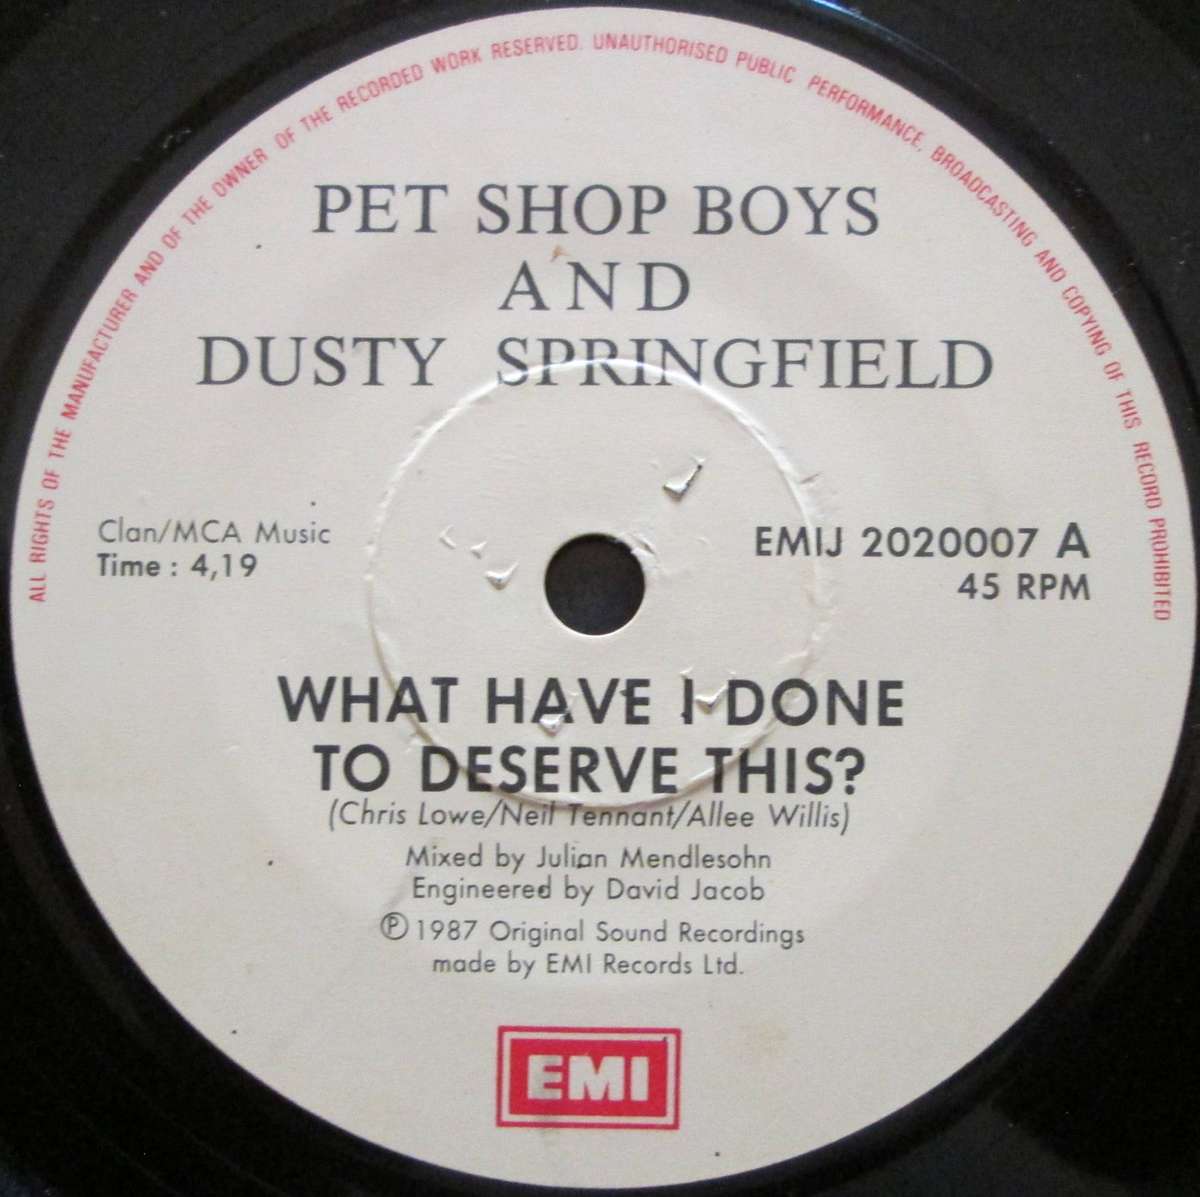 ALL RIGHTS OF THE MANUFACTURER AND OF THE OWNER OF THE RECORDED WORK RESERVED. UNAUTHORISED PUBLIC PERFORMANCE, BROADCASTING AND COPYING OF THIS RECORD PROHIBITED
PET SHOP BOYS
AND
DUSTY SPRINGFIELD
Clan/MCA Music
Time : 4,19
EMIJ 2020007 A
45 RPM
WHAT HAVE I DONE
TO DESERVE THIS?
(Chris Lowe/Neil Tennant/Allee Willis)
Mixed by Julian Mendlesohn
Engineered by David Jacob
Ⓟ 1987 Original Sound Recordings
made by EMI Records Ltd.
EMI